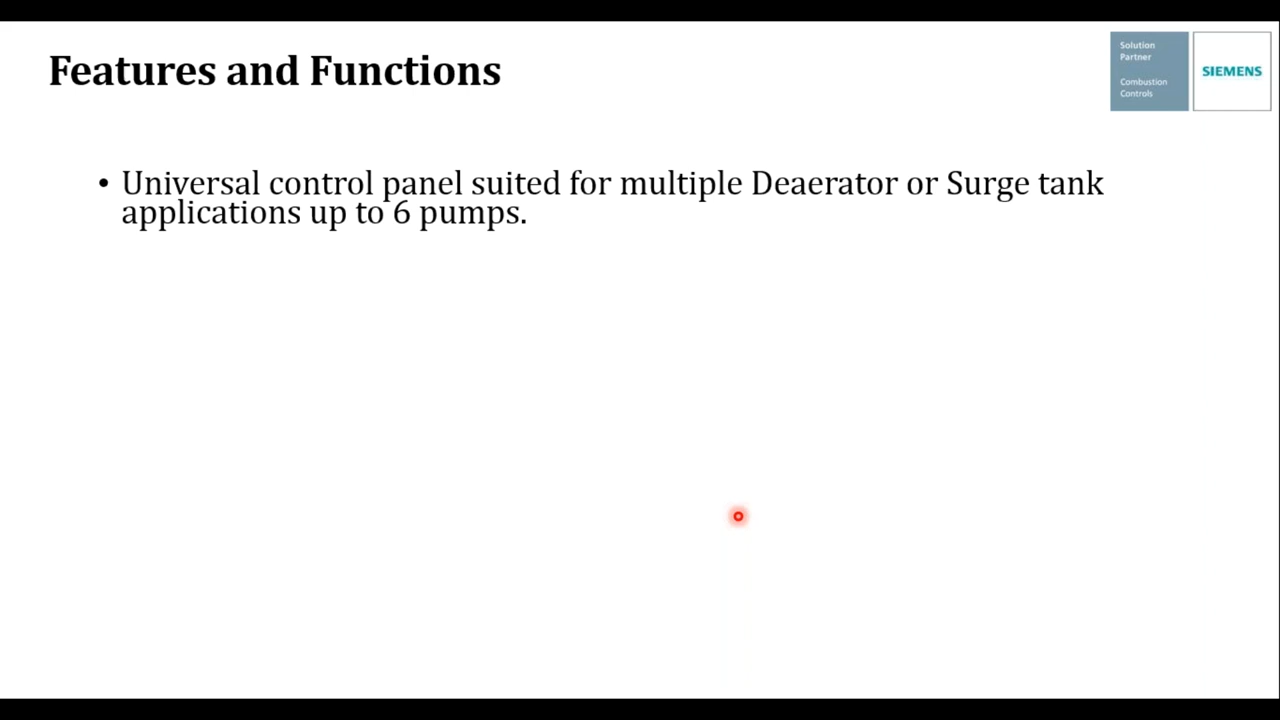 Features and Functions
Solution
Partner
Combustion
Controls
SIEMENS
• Universal control panel suited for multiple Deaerator or Surge tank
applications up to 6 pumps.